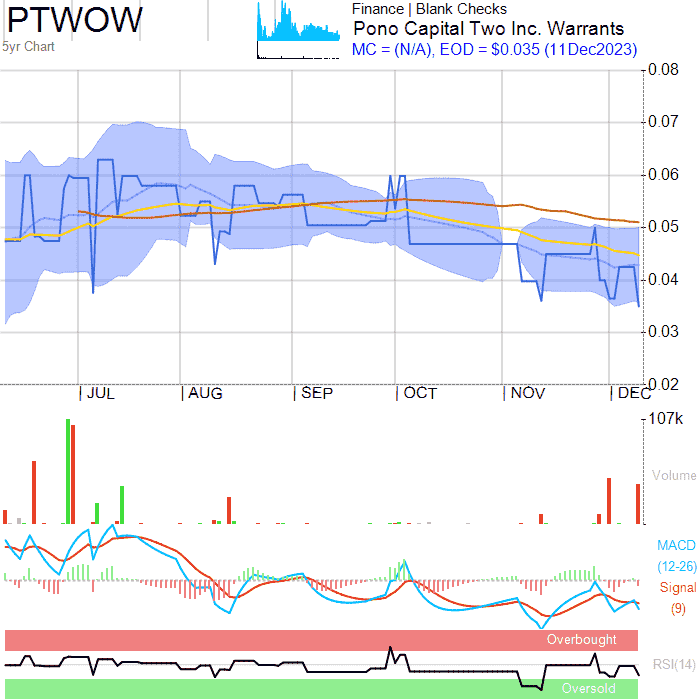 PTWOW
5yr Chart
Finance | Blank Checks
Pono Capital Two Inc. Warrants
MC = (N/A), EOD = $0.035 (11Dec2023)
0.08
0.07
0.06
0.05
0.04
0.03
0.02
JUL AUG SEP OCT NOV DEC
107k
Volume
MACD
(12-26)
Signal
(9)
Overbought
RSI(14)
Oversold